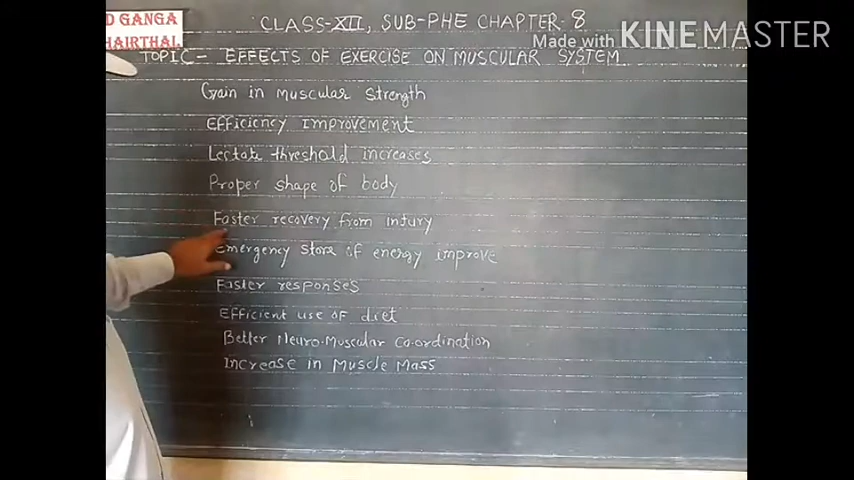 D GANGA
HAIRTHAL
CLASS-XII, SUB-PHE CHAPTER-8
Made with KINEMASTER
TOPIC- EFFECTS OF EXERCISE ON MUSCULAR SYSTEM
Gain in muscular strength
EFFiciency Improvement
Lactate threshold increases
Proper shape of body
Faster recovery from injury
Emergency store of energy improve
Faster responses
Efficient use of diet
Better Neuro-Muscular Co-ordination
Increase in Muscle Mass